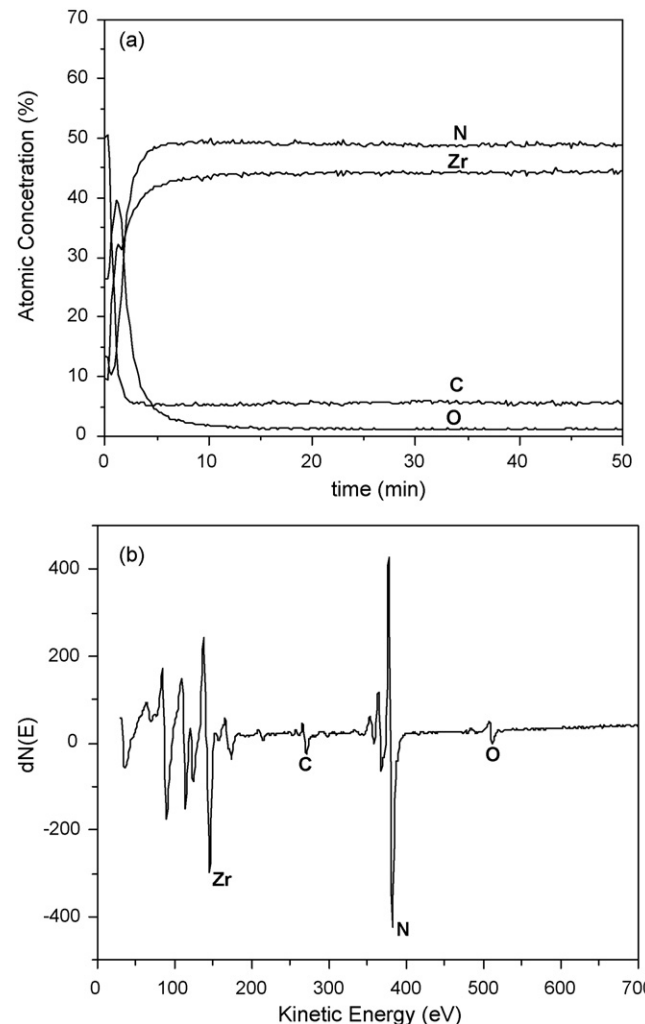 (a)
Atomic Concetration (%)
70
60
50
40
30
20
10
0
N
Zr
C
O
0 10 20 30 40 50
time (min)
(b)
dN(E)
400
200
0
-200
-400
C
O
Zr
N
0 100 200 300 400 500 600 700
Kinetic Energy (eV)